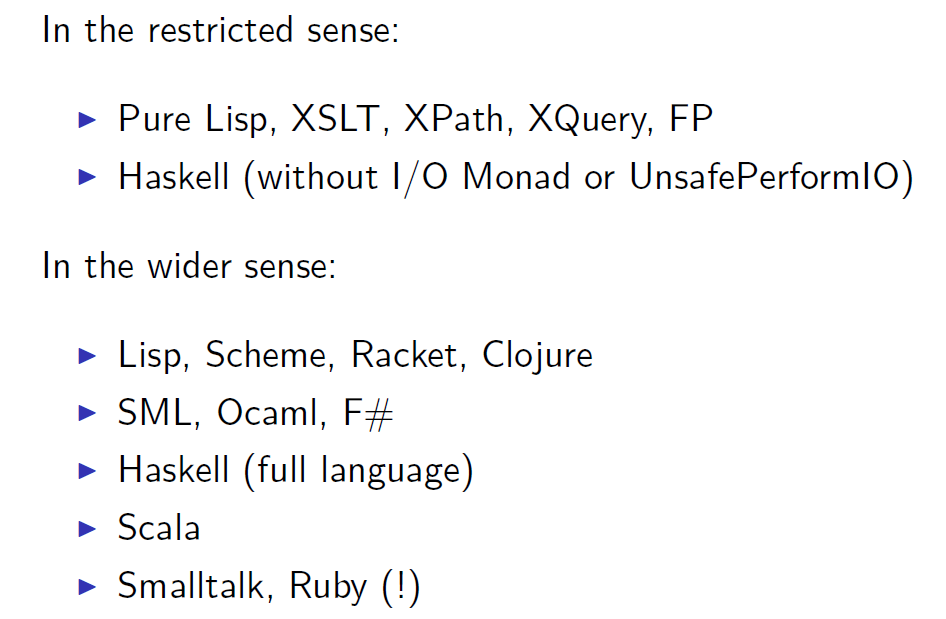 In the restricted sense:
▶ Pure Lisp, XSLT, XPath, XQuery, FP
▶ Haskell (without I/O Monad or UnsafePerformIO)
In the wider sense:
▶ Lisp, Scheme, Racket, Clojure
▶ SML, Ocaml, F#
▶ Haskell (full language)
▶ Scala
▶ Smalltalk, Ruby (!)